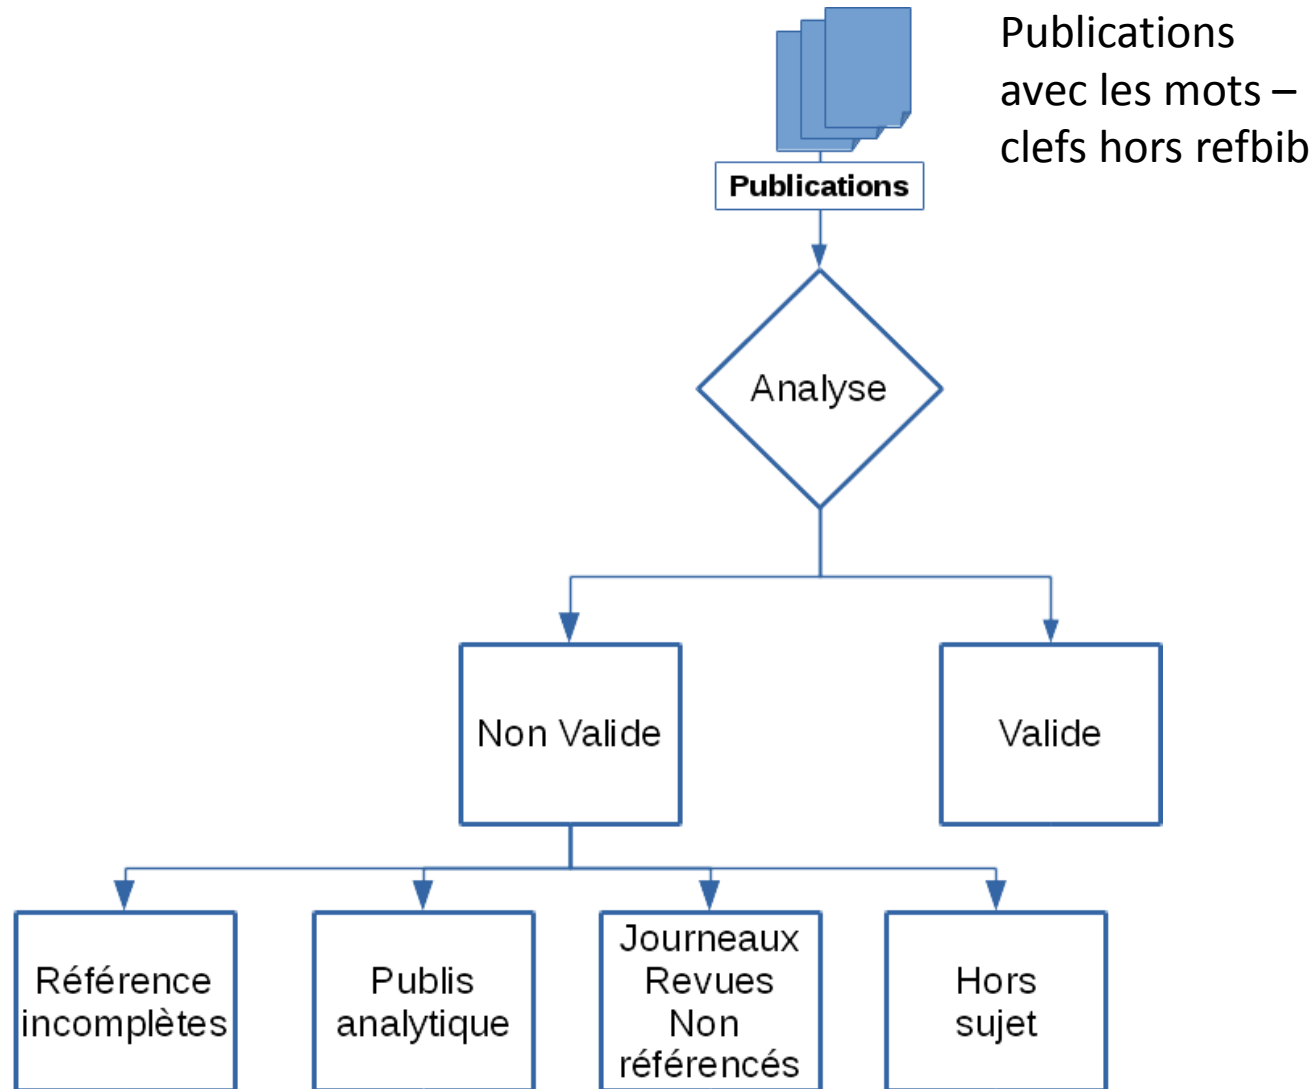 Publications
avec les mots –
clefs hors refbib
Publications
Analyse
Non Valide
Valide
Référence
incomplètes
Publis
analytique
Journeaux
Revues
Non
référencés
Hors
sujet